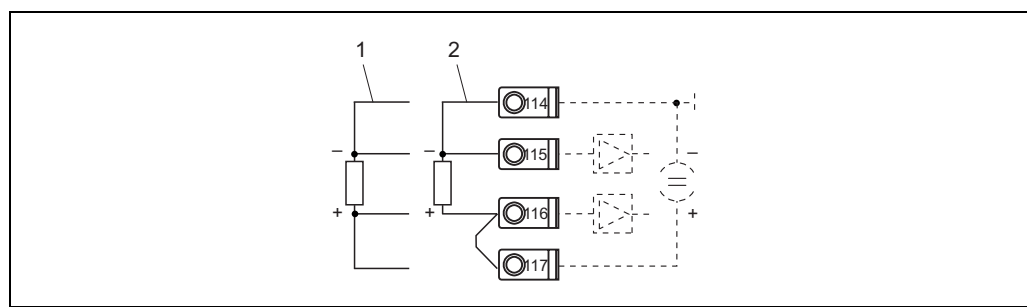 1 2
114
– – 115 –
+ + 116 +
117